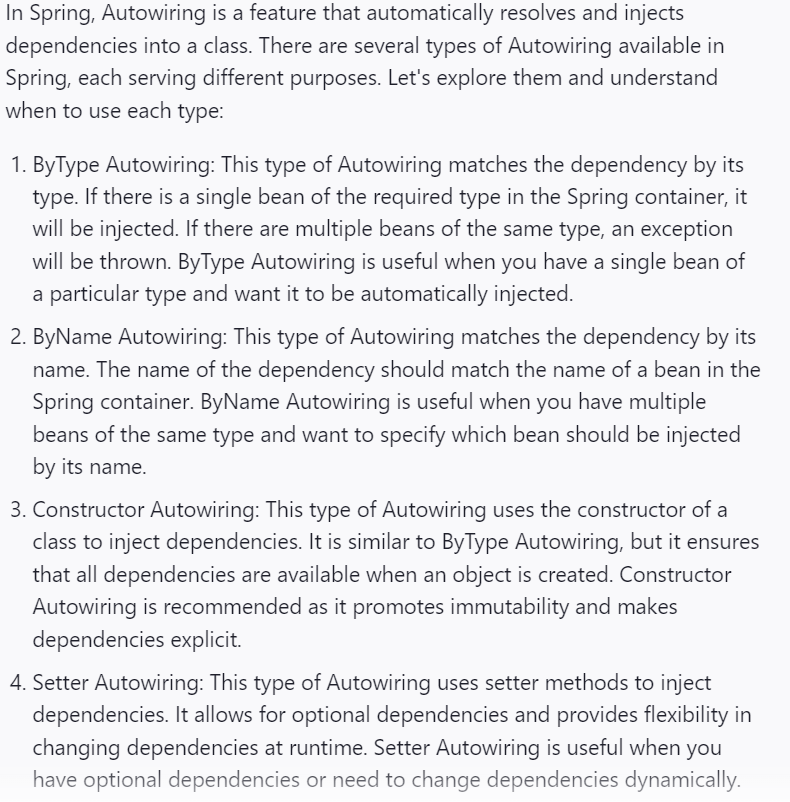 In Spring, Autowiring is a feature that automatically resolves and injects
dependencies into a class. There are several types of Autowiring available in
Spring, each serving different purposes. Let's explore them and understand
when to use each type:
1. ByType Autowiring: This type of Autowiring matches the dependency by its
type. If there is a single bean of the required type in the Spring container, it
will be injected. If there are multiple beans of the same type, an exception
will be thrown. ByType Autowiring is useful when you have a single bean of
a particular type and want it to be automatically injected.
2. ByName Autowiring: This type of Autowiring matches the dependency by its
name. The name of the dependency should match the name of a bean in the
Spring container. ByName Autowiring is useful when you have multiple
beans of the same type and want to specify which bean should be injected
by its name.
3. Constructor Autowiring: This type of Autowiring uses the constructor of a
class to inject dependencies. It is similar to ByType Autowiring, but it ensures
that all dependencies are available when an object is created. Constructor
Autowiring is recommended as it promotes immutability and makes
dependencies explicit.
4. Setter Autowiring: This type of Autowiring uses setter methods to inject
dependencies. It allows for optional dependencies and provides flexibility in
changing dependencies at runtime. Setter Autowiring is useful when you
have optional dependencies or need to change dependencies dynamically.